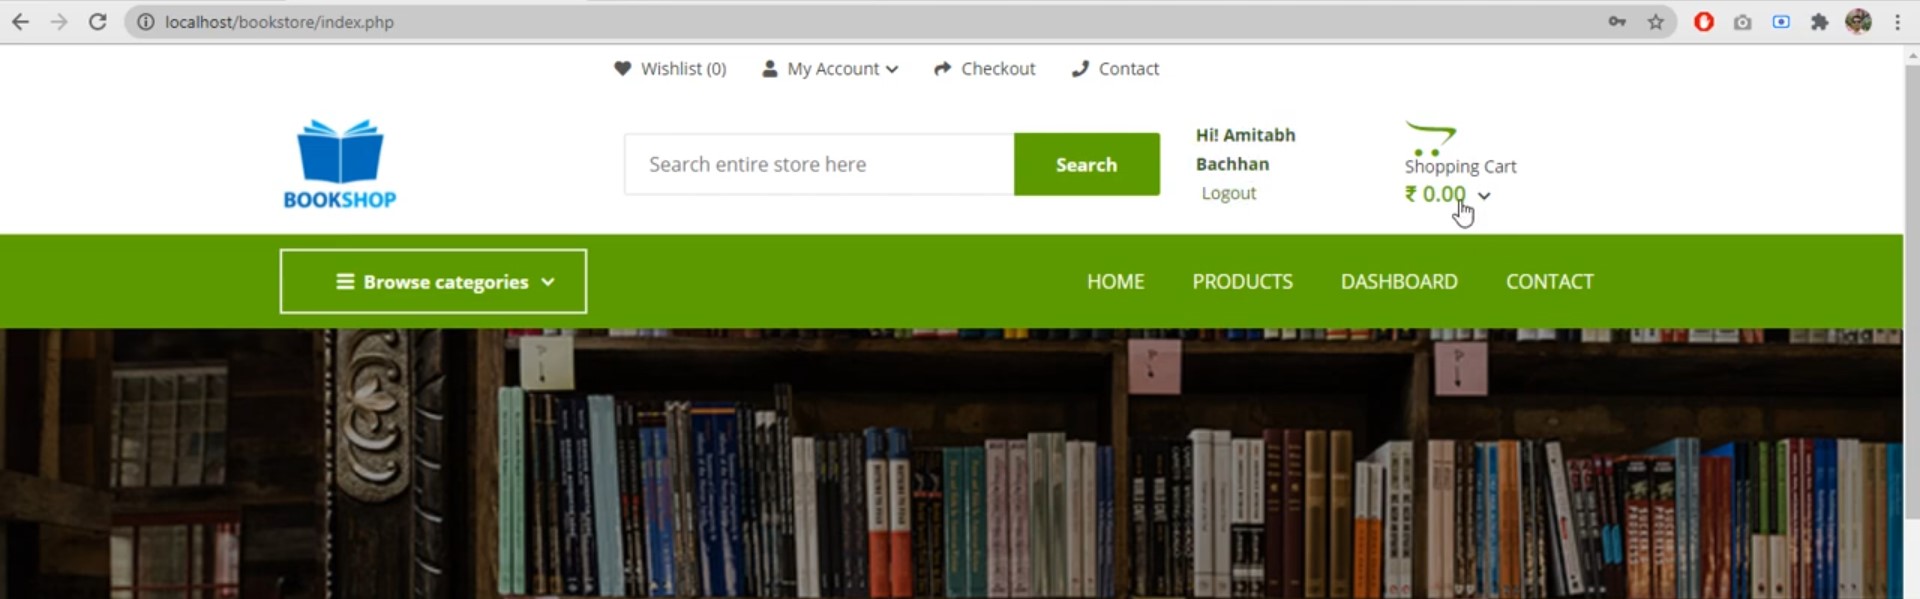 localhost/bookstore/index.php
Wishlist (0) My Account Checkout Contact
BOOKSHOP
Search entire store here Search
Hi! Amitabh
Bachhan
Logout
Shopping Cart
₹ 0.00
Browse categories HOME PRODUCTS DASHBOARD CONTACT